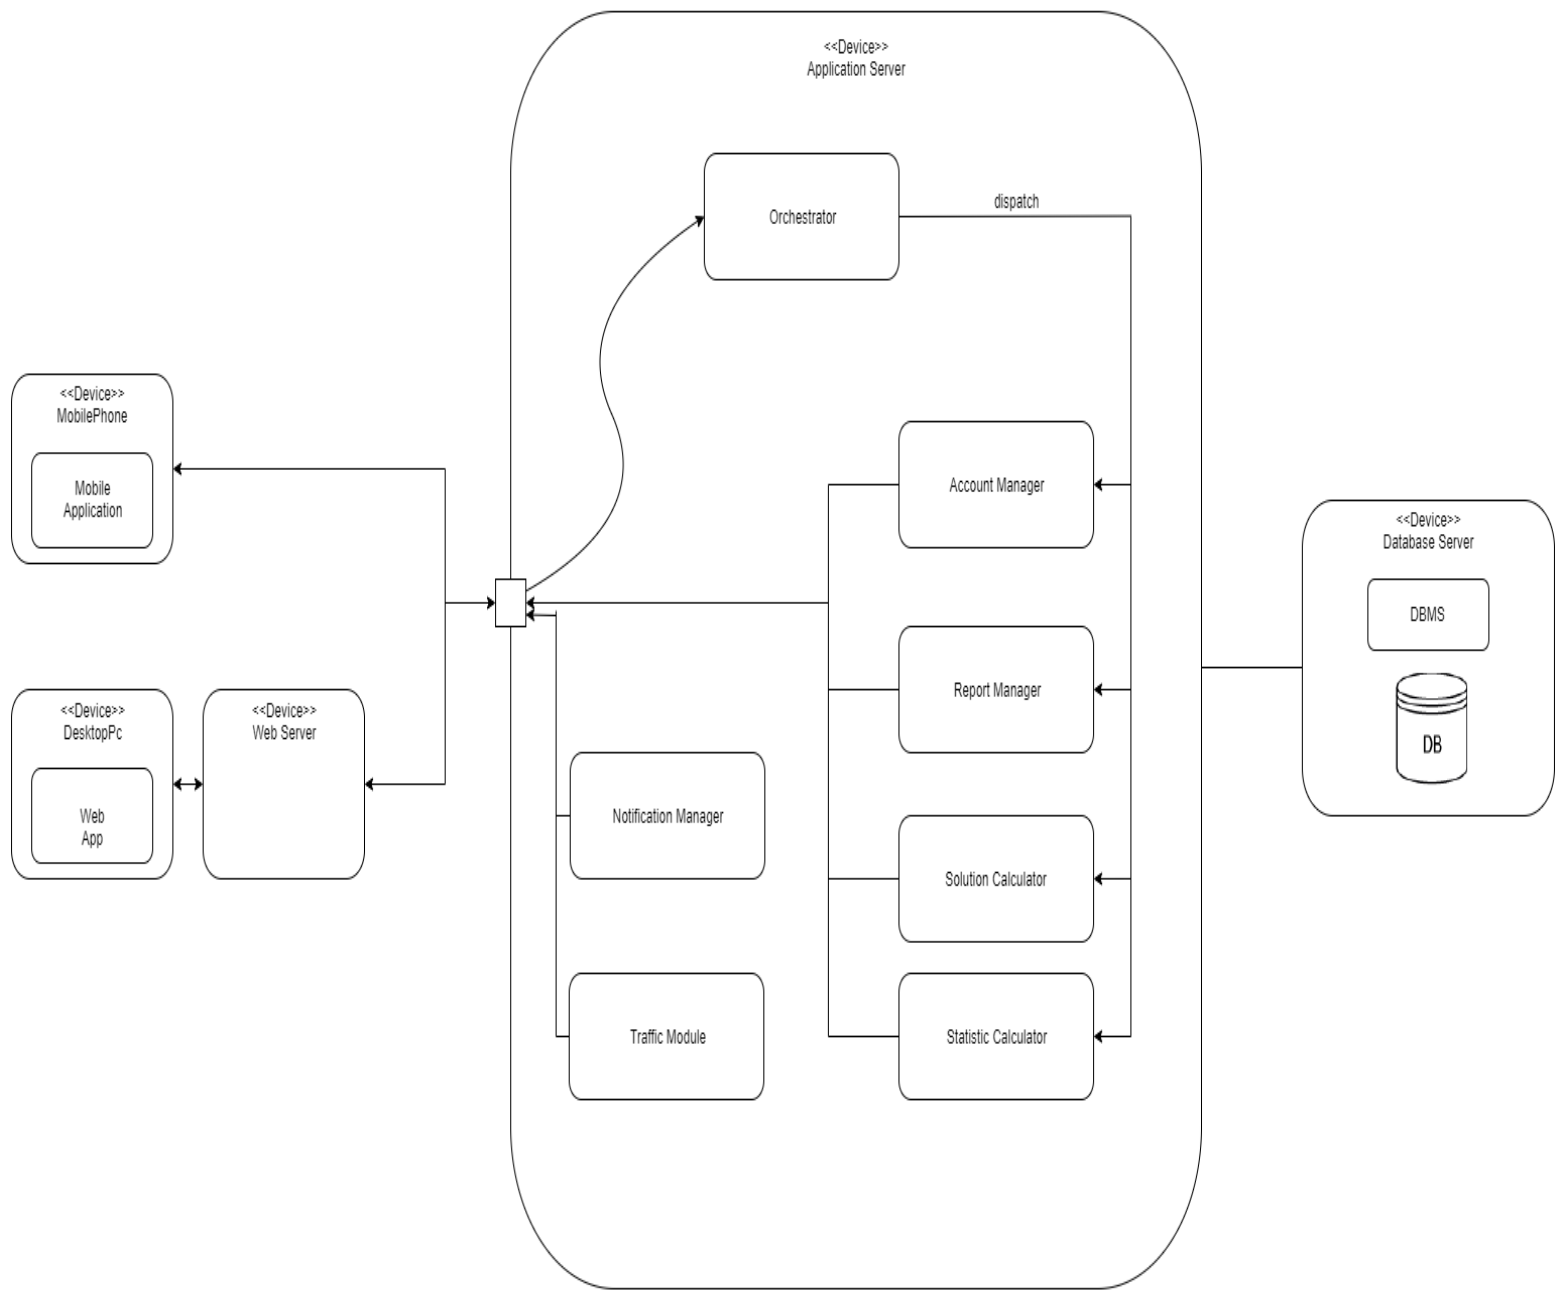 <<Device>>
Application Server
Orchestrator
dispatch
<<Device>>
MobilePhone
Mobile
Application
<<Device>>
DesktopPc
Web
App
<<Device>>
Web Server
Account Manager
Report Manager
Notification Manager
Solution Calculator
Traffic Module
Statistic Calculator
<<Device>>
Database Server
DBMS
DB